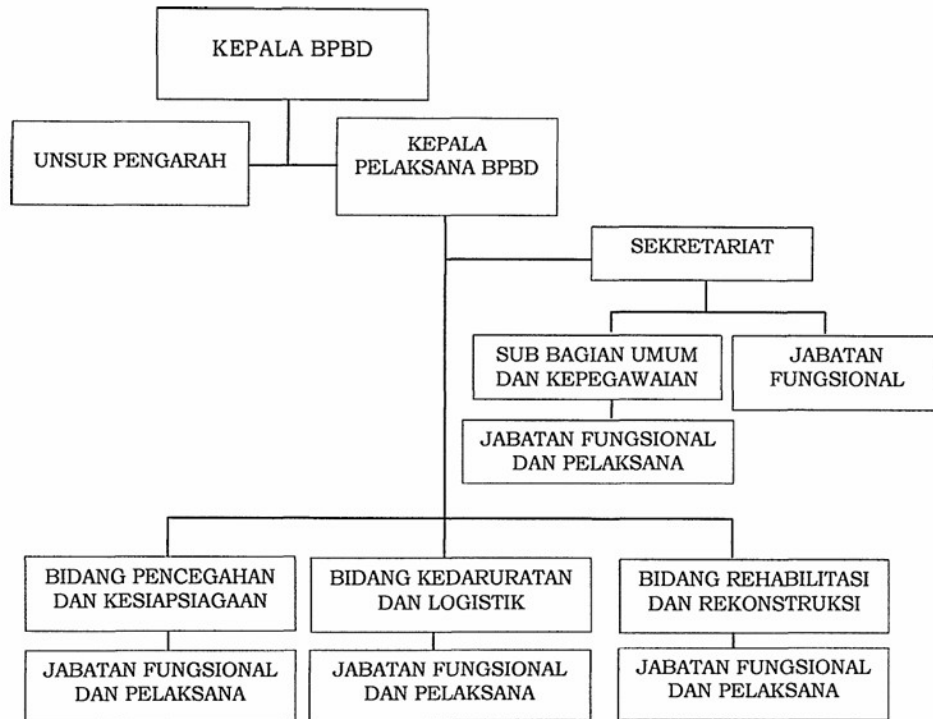 KEPALA BPBD
UNSUR PENGARAH
KEPALA
PELAKSANA BPBD
SEKRETARIAT
SUB BAGIAN UMUM
DAN KEPEGAWAIAN
JABATAN
FUNGSIONAL
JABATAN FUNGSIONAL
DAN PELAKSANA
BIDANG PENCEGAHAN
DAN KESIAPSIAGAAN
BIDANG KEDARURATAN
DAN LOGISTIK
BIDANG REHABILITASI
DAN REKONSTRUKSI
JABATAN FUNGSIONAL
DAN PELAKSANA
JABATAN FUNGSIONAL
DAN PELAKSANA
JABATAN FUNGSIONAL
DAN PELAKSANA